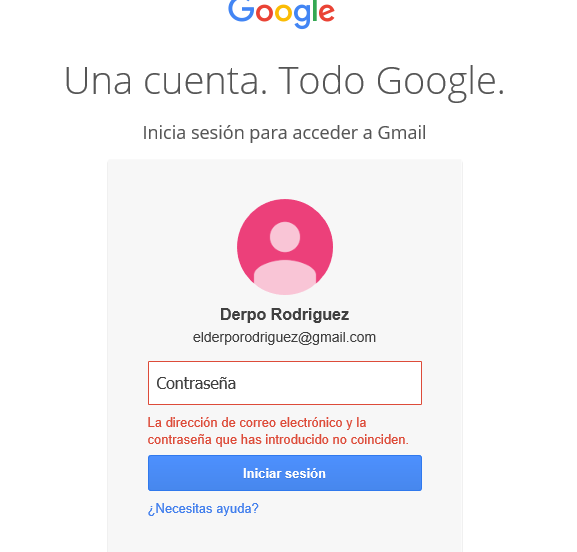 Google
Una cuenta. Todo Google.
Inicia sesión para acceder a Gmail
Derpo Rodriguez
elderporodriguez@gmail.com
Contraseña
La dirección de correo electrónico y la
contraseña que has introducido no coinciden.
Iniciar sesión
¿Necesitas ayuda?